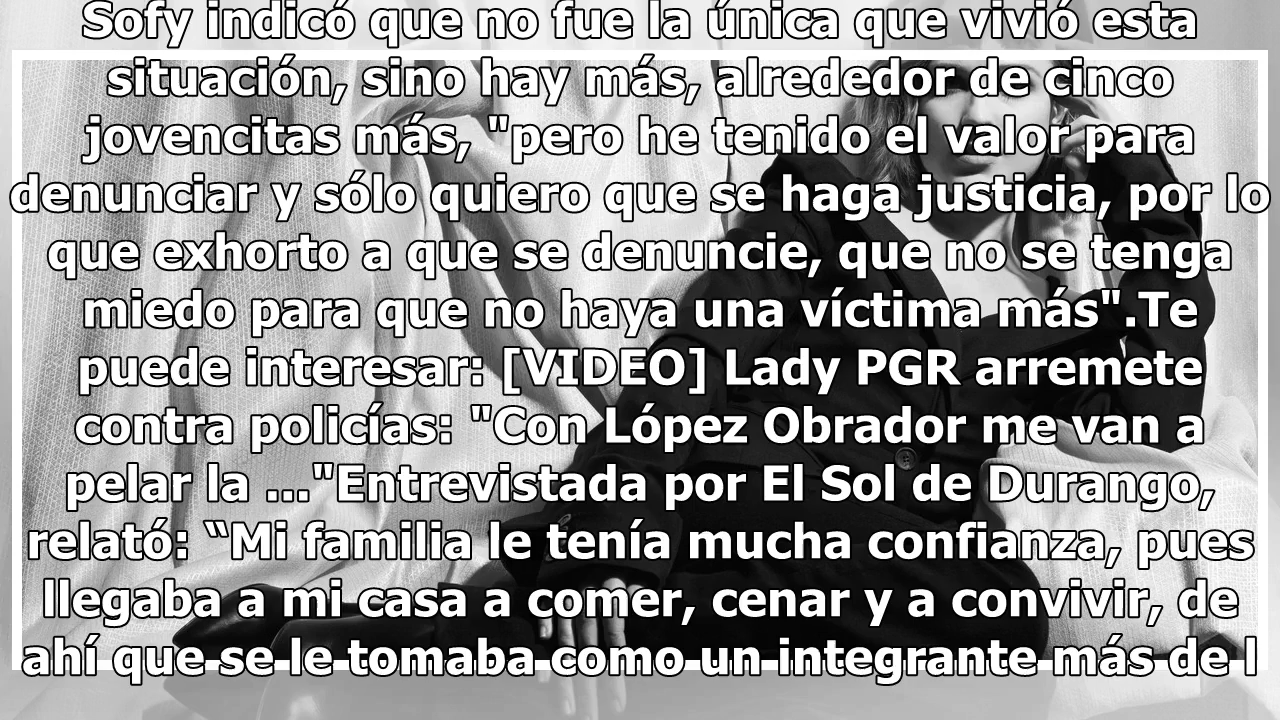 Sofy indicó que no fue la única que vivió esta
situación, sino hay más, alrededor de cinco
jovencitas más, "pero he tenido el valor para
denunciar y sólo quiero que se haga justicia, por lo
que exhorto a que se denuncie, que no se tenga
miedo para que no haya una víctima más".Te
puede interesar: [VIDEO] Lady PGR arremete
contra policías: "Con López Obrador me van a
pelar la ..."Entrevistada por El Sol de Durango,
relató: “Mi familia le tenía mucha confianza, pues
llegaba a mi casa a comer, cenar y a convivir, de
ahí que se le tomaba como un integrante más de l